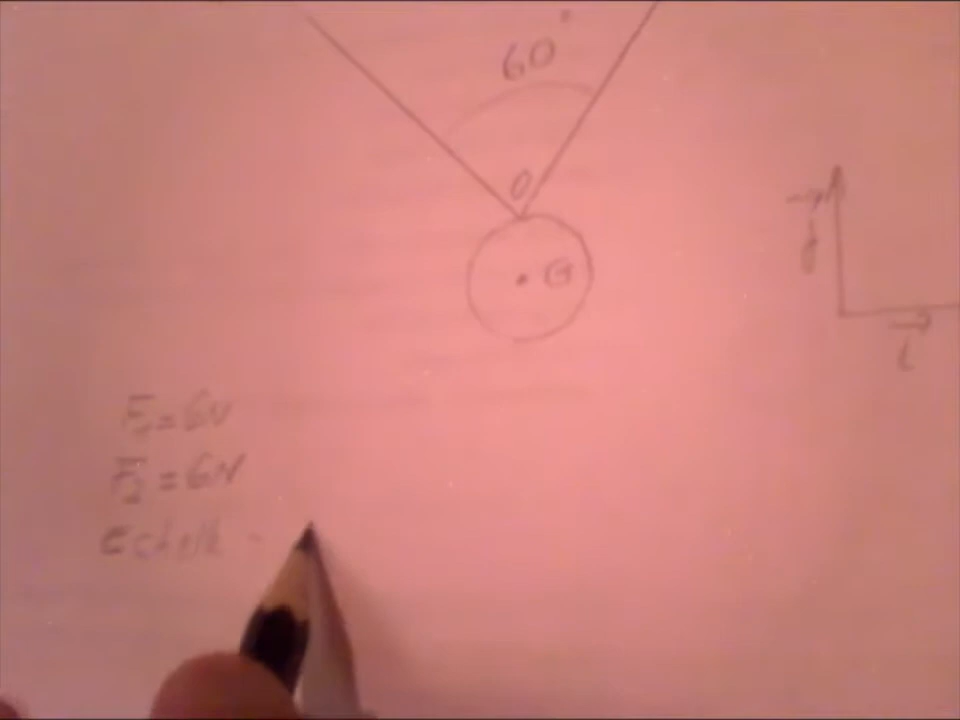 60°
O
G
j
i
F₁ = 6N
F₂ = 6N
Echelle